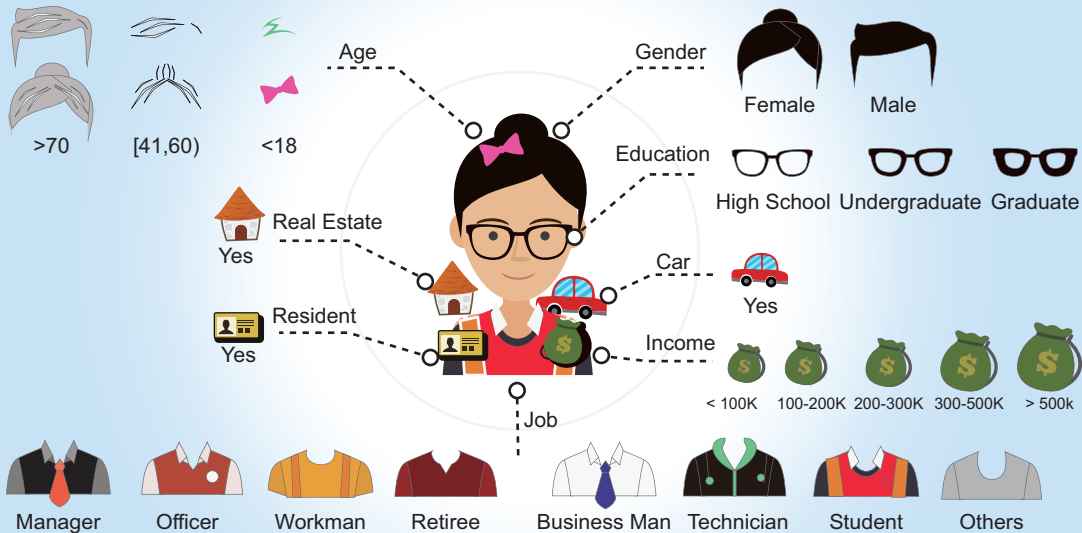 Age
Gender
Female Male
>70 [41,60) <18
Education
High School Undergraduate Graduate
Real Estate
Yes
Car
Yes
Resident
Yes
Income
$
$ $ $ $ $
< 100K 100-200K 200-300K 300-500K > 500k
Job
Manager Officer Workman Retiree Business Man Technician Student Others